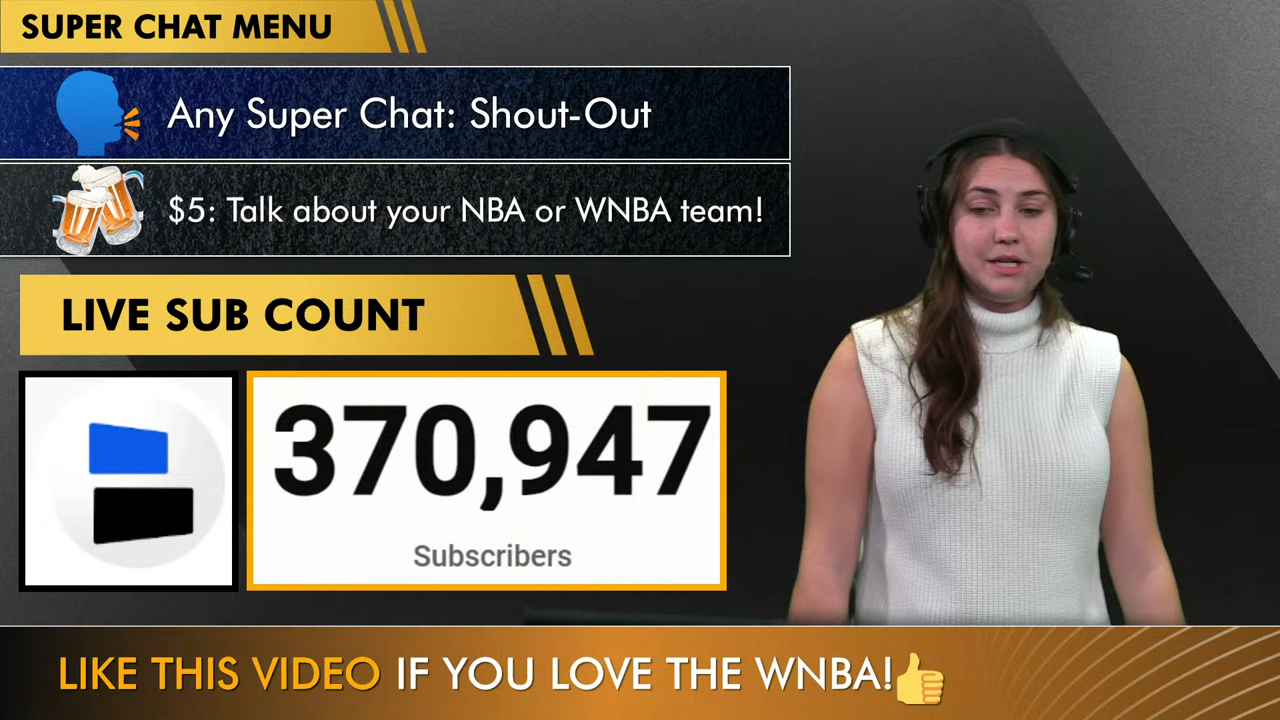 SUPER CHAT MENU
Any Super Chat: Shout-Out
$5: Talk about your NBA or WNBA team!
LIVE SUB COUNT
370,947
Subscribers
LIKE THIS VIDEO IF YOU LOVE THE WNBA!